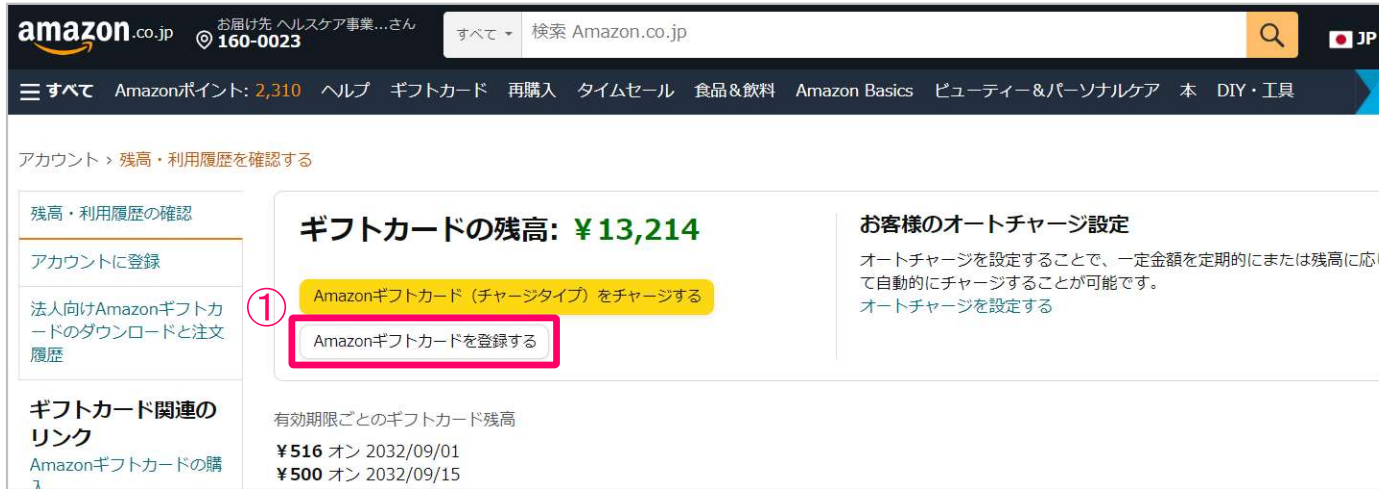 amazon.co.jp
お届け先 ヘルスケア事業...さん
160-0023
すべて
検索 Amazon.co.jp
JP
すべて Amazonポイント: 2,310 ヘルプ ギフトカード 再購入 タイムセール 食品&飲料 Amazon Basics ビューティー&パーソナルケア 本 DIY・工具
アカウント › 残高・利用履歴を確認する
残高・利用履歴の確認
アカウントに登録
法人向けAmazonギフトカ
ードのダウンロードと注文
履歴
ギフトカード関連の
リンク
Amazonギフトカードの購
ギフトカードの残高: ¥13,214
Amazonギフトカード（チャージタイプ）をチャージする
①
Amazonギフトカードを登録する
お客様のオートチャージ設定
オートチャージを設定することで、一定金額を定期的にまたは残高に応じ
て自動的にチャージすることが可能です。
オートチャージを設定する
有効期限ごとのギフトカード残高
¥516 オン 2032/09/01
¥500 オン 2032/09/15